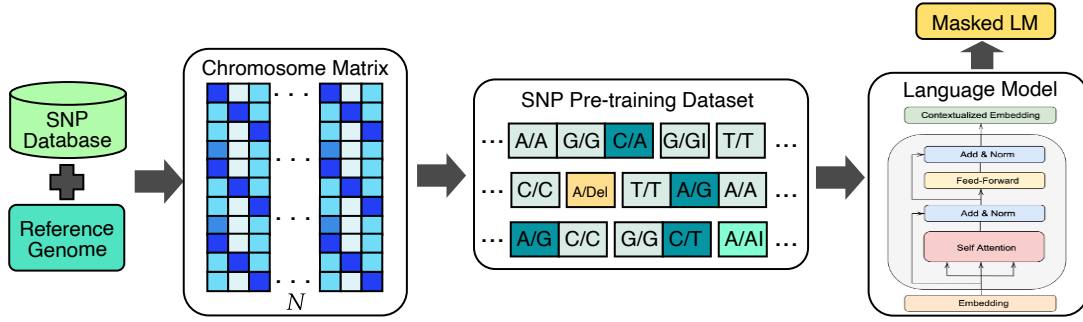 SNP
Database
Reference
Genome
Chromosome Matrix
. . .
. . .
. . .
. . .
N
SNP Pre-training Dataset
... A/A G/G C/A G/GI T/T ...
... C/C A/Del T/T A/G A/A ...
... A/G C/C G/G C/T A/AI ...
Masked LM
Language Model
Contextualized Embedding
Add & Norm
Feed-Forward
Add & Norm
Self Attention
Embedding